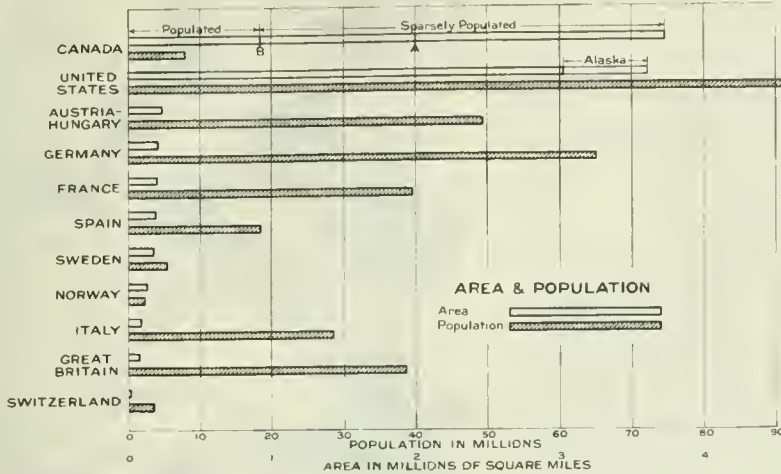 Populated
Sparsely Populated
CANADA
B
A
UNITED
STATES
Alaska
AUSTRIA-
HUNGARY
GERMANY
FRANCE
SPAIN
SWEDEN
NORWAY
ITALY
GREAT
BRITAIN
SWITZERLAND
AREA & POPULATION
Area
Population
0 10 20 30 40 50 60 70 80 90
POPULATION IN MILLIONS
0 1 2 3 4
AREA IN MILLIONS OF SQUARE MILES